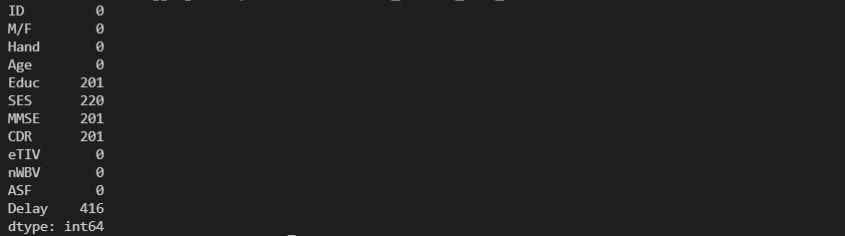 ID 0
M/F 0
Hand 0
Age 0
Educ 201
SES 220
MMSE 201
CDR 201
eTIV 0
nWBV 0
ASF 0
Delay 416
dtype: int64